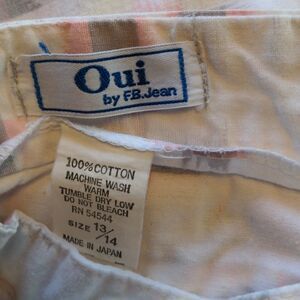 Oui
by F.B. Jean
100% COTTON
MACHINE WASH
WARM
TUMBLE DRY LOW
DO NOT BLEACH
RN 54544
SIZE 13/14
MADE IN JAPAN